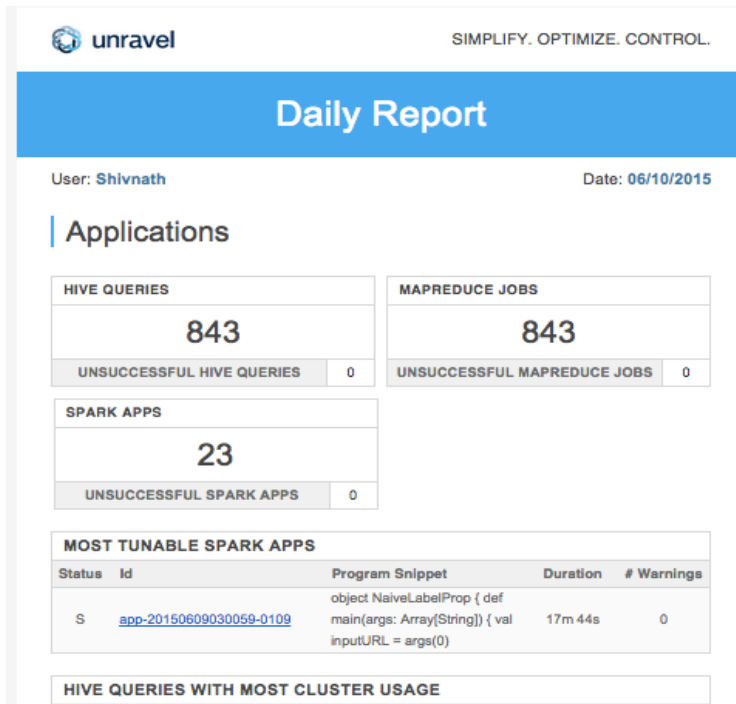 unravel
SIMPLIFY. OPTIMIZE. CONTROL.
Daily Report
User: Shivnath
Date: 06/10/2015
Applications
HIVE QUERIES
843
UNSUCCESSFUL HIVE QUERIES 0
MAPREDUCE JOBS
843
UNSUCCESSFUL MAPREDUCE JOBS 0
SPARK APPS
23
UNSUCCESSFUL SPARK APPS 0
MOST TUNABLE SPARK APPS
Status Id Program Snippet Duration # Warnings
object NaiveLabelProp { def
S app-20150609030059-0109 main(args: Array[String]) { val 17m 44s 0
inputURL = args(0)
HIVE QUERIES WITH MOST CLUSTER USAGE